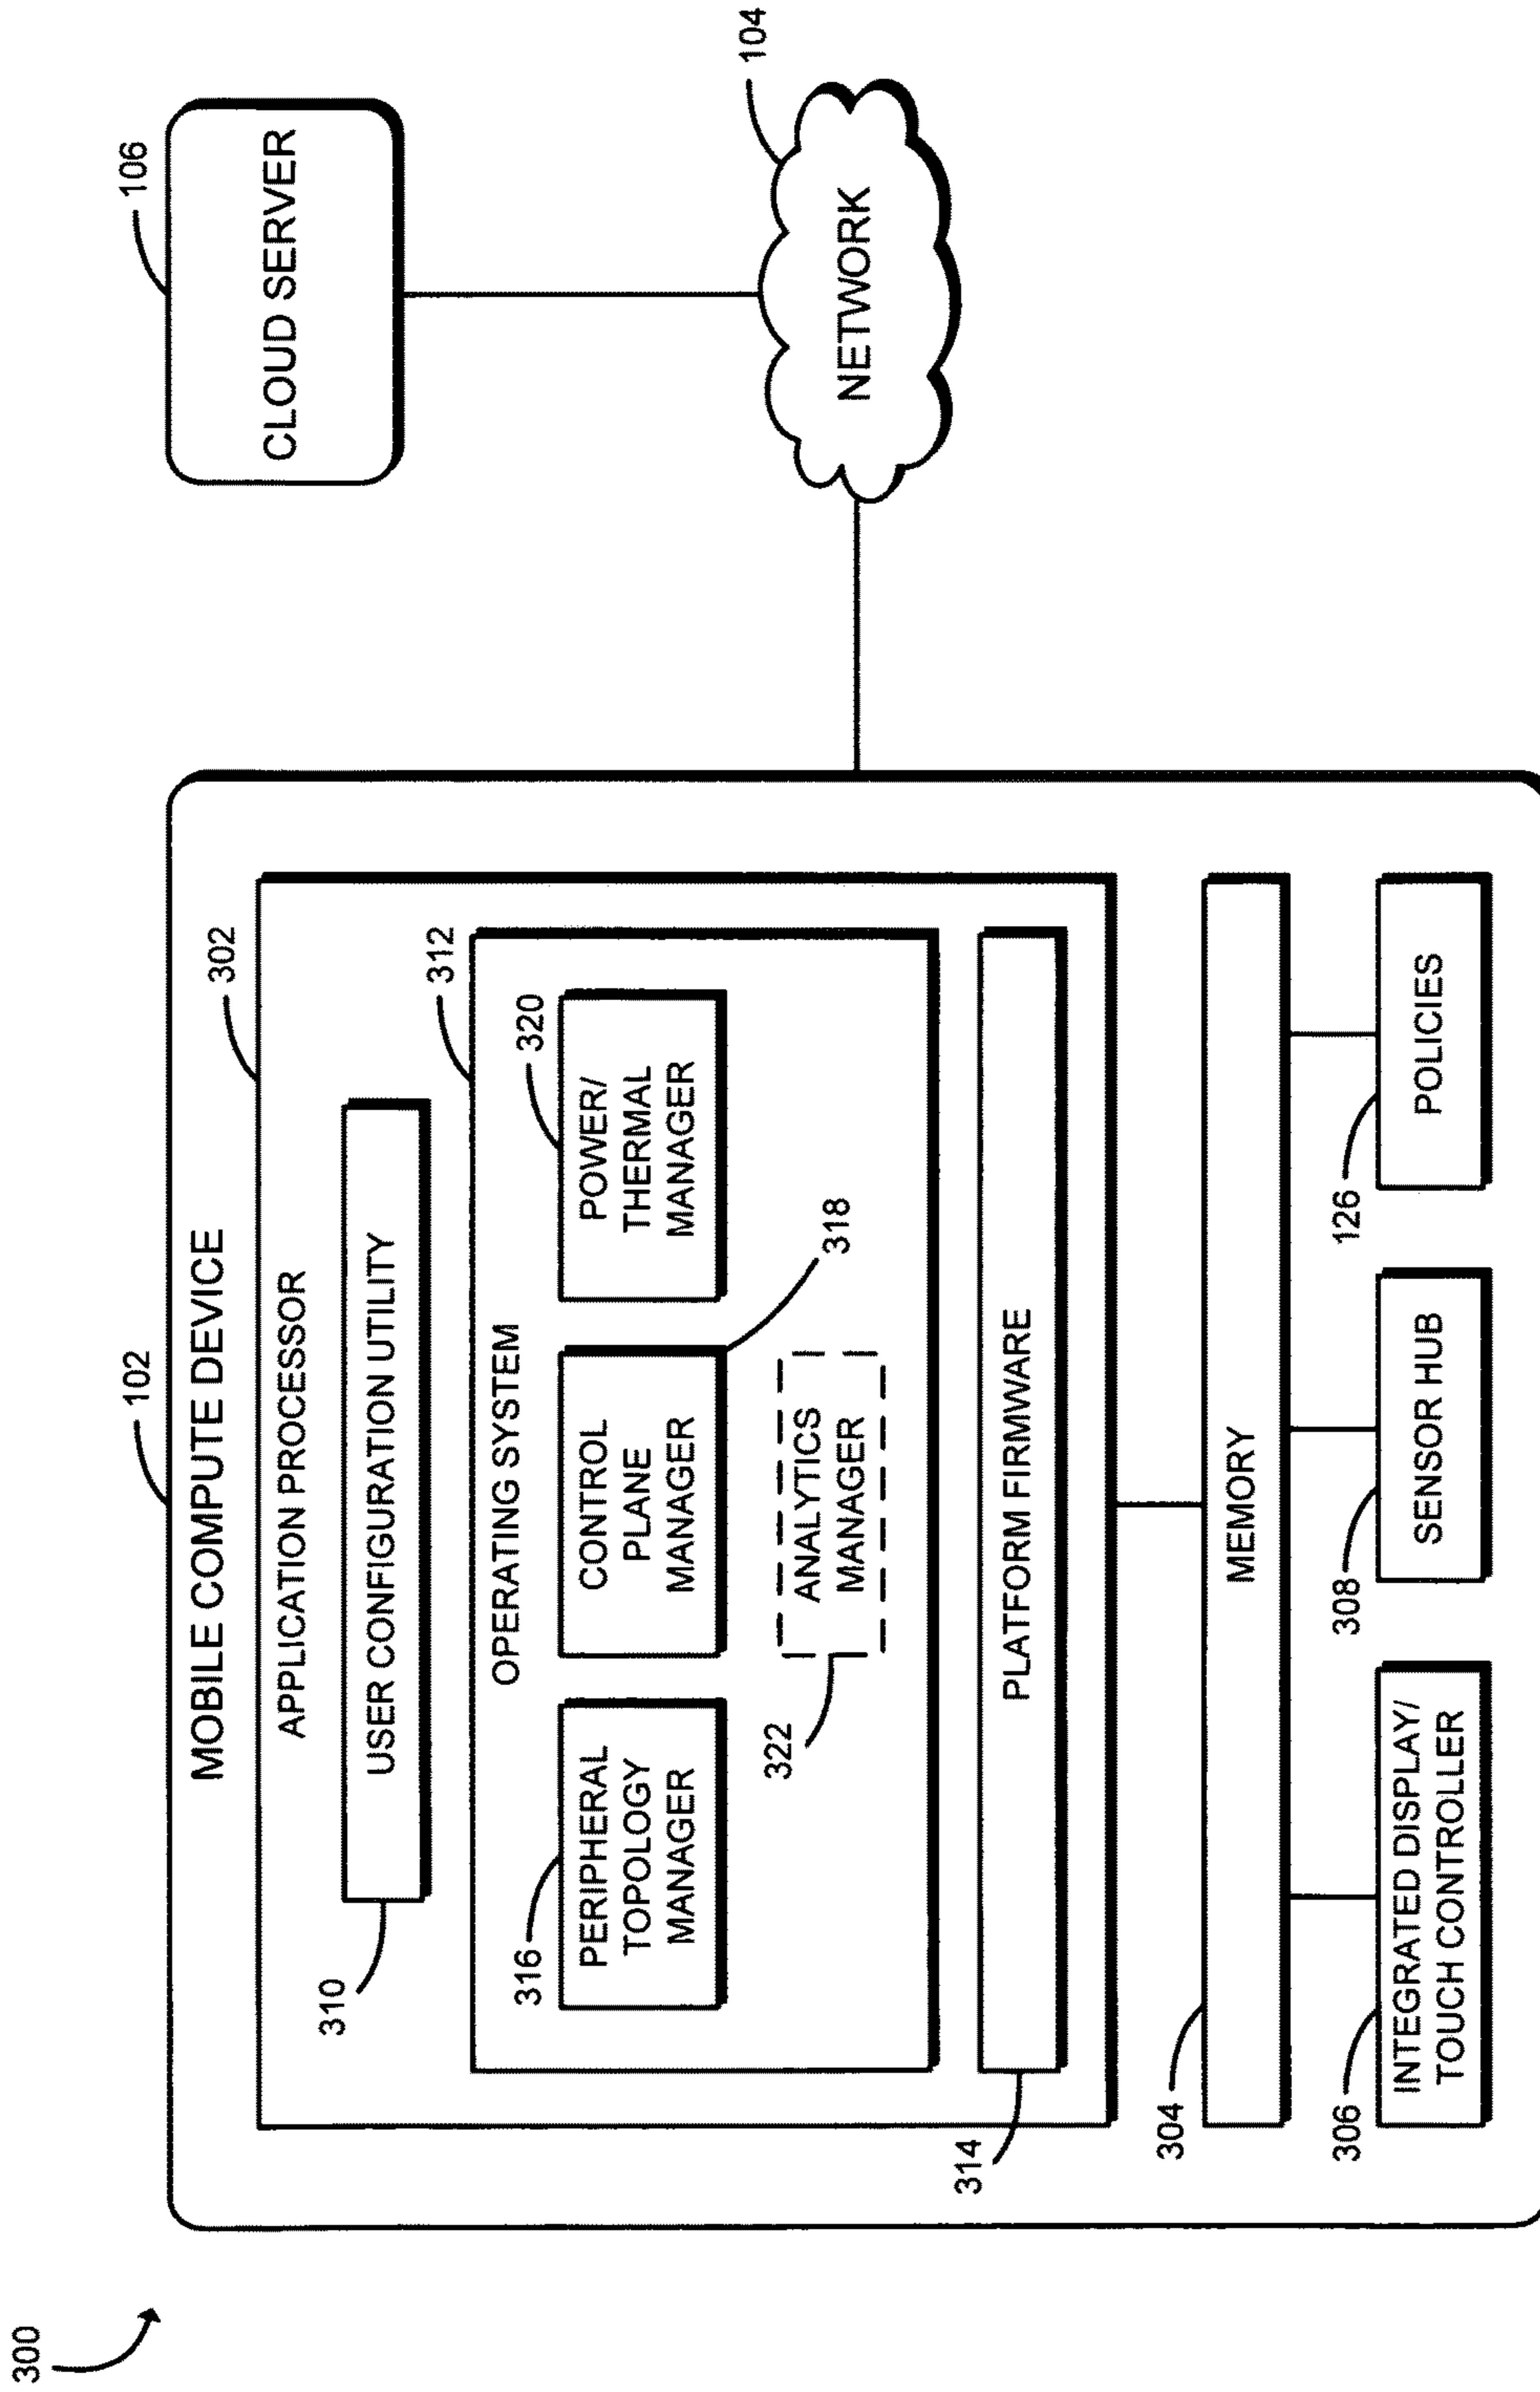 300
102
MOBILE COMPUTE DEVICE
302
APPLICATION PROCESSOR
310
USER CONFIGURATION UTILITY
312
OPERATING SYSTEM
316
PERIPHERAL
TOPOLOGY
MANAGER
CONTROL
PLANE
MANAGER
318
320
POWER/
THERMAL
MANAGER
322
ANALYTICS
MANAGER
314
PLATFORM FIRMWARE
304
MEMORY
306
INTEGRATED DISPLAY/
TOUCH CONTROLLER
308
SENSOR HUB
126
POLICIES
106
CLOUD SERVER
104
NETWORK